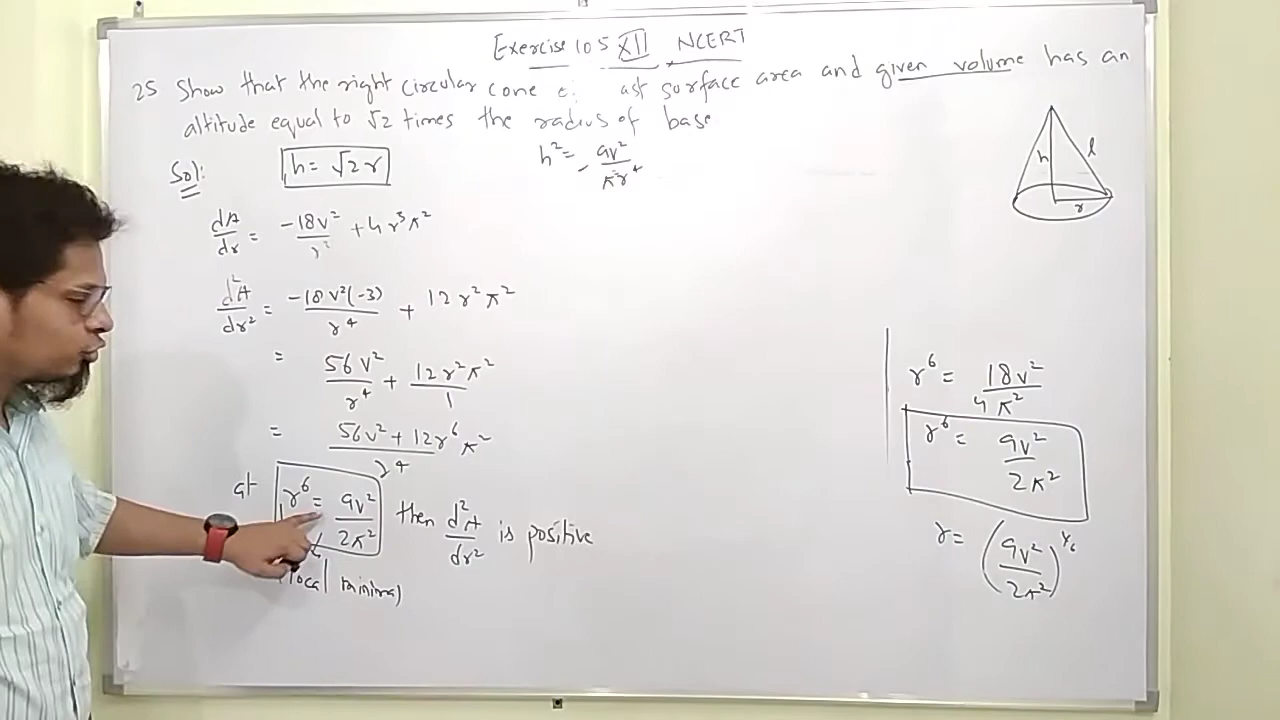 Exercise 10 5 XII NCERT
25 Show that the right circular cone ast surface area and given volume has an
altitude equal to √2 times the radius of base
Sol:
h = √2 r
h² = 9v²/π²r⁴
h l r
dA/dr = -18v²/r³ + 4r³π²
d²A/dr² = -18v²(-3)/r⁴ + 12r²π²
= 56v²/r⁴ + 12r²π²/1
= 56v² + 12r⁶π²/r⁴
at r⁶ = 9v²/2π² then d²A/dr² is positive
(local minima)
r⁶ = 18v²/4π²
r⁶ = 9v²/2π²
r = (9v²/2π²)^1/6